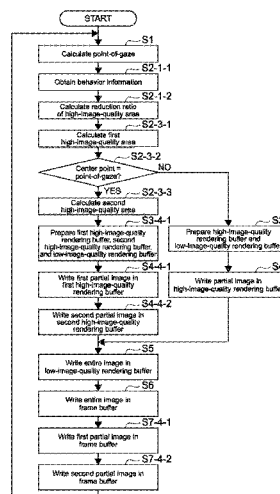 START
S1
Calculate point-of-gaze
S2-1-1
Obtain behavior information
S2-1-2
Calculate reduction ratio
of high-image-quality area
S2-3-1
Calculate first
high-image-quality area
S2-3-2
Center point =
point-of-gaze?
NO
YES
S2-3-3
Calculate second
high-image-quality area
S3-4-1
Prepare first high-image-quality
rendering buffer, second
high-image-quality rendering buffer,
and low-image-quality rendering buffer
Prepare high-image-quality
rendering buffer and
low-image-quality rendering buffer
S4-4-1
Write first partial image in
first high-image-quality
rendering buffer
Write partial image in
high-image-quality rendering buffer
S4-4-2
Write second partial image in
second high-image-quality
rendering buffer
S5
Write entire image in
low-image-quality rendering buffer
S6
Write entire image in
frame buffer
S7-4-1
Write first partial image in
frame buffer
S7-4-2
Write second partial image in
frame buffer